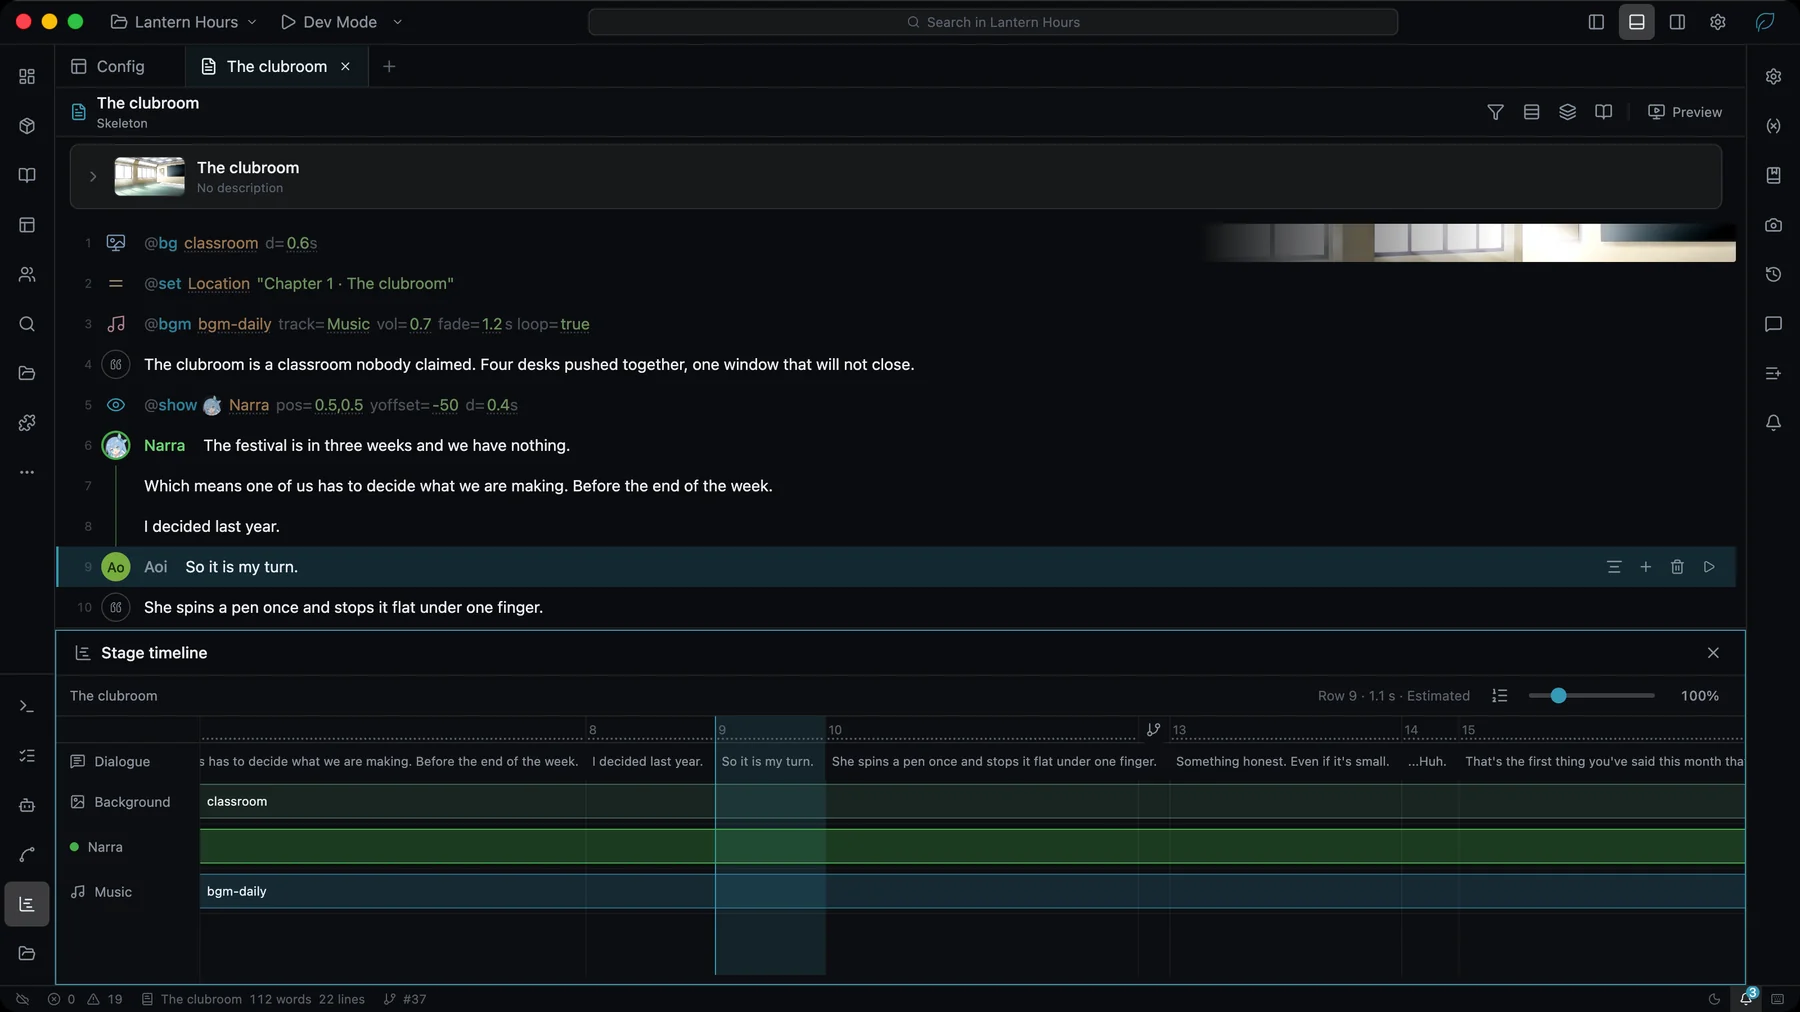 Lantern Hours
Dev Mode
Search in Lantern Hours
Config
The clubroom
The clubroom
Skeleton
Preview
The clubroom
No description
1 @bg classroom d=0.6s
2 @set Location "Chapter 1 · The clubroom"
3 @bgm bgm-daily track=Music vol=0.7 fade=1.2s loop=true
4 The clubroom is a classroom nobody claimed. Four desks pushed together, one window that will not close.
5 @show Narra pos=0.5,0.5 yoffset=-50 d=0.4s
6 Narra The festival is in three weeks and we have nothing.
7 Which means one of us has to decide what we are making. Before the end of the week.
8 I decided last year.
9 Ao Aoi So it is my turn.
10 She spins a pen once and stops it flat under one finger.
Stage timeline
The clubroom
Row 9 · 1.1 s · Estimated
100%
8 9 10 13 14 15
Dialogue
s has to decide what we are making. Before the end of the week.
I decided last year.
So it is my turn.
She spins a pen once and stops it flat under one finger.
Something honest. Even if it's small.
...Huh.
That's the first thing you've said this month tha
Background
classroom
Narra
Music
bgm-daily
0 19 The clubroom 112 words 22 lines #37
3